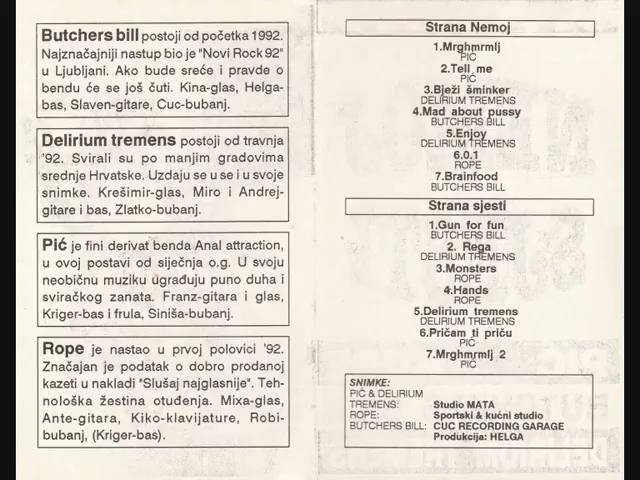 Butchers bill postoji od početka 1992.
Najznačajniji nastup bio je "Novi Rock 92"
u Ljubljani. Ako bude sreće i pravde o
bendu će se još čuti. Kina-glas, Helga-
bas, Slaven-gitare, Cuc-bubanj.
Delirium tremens postoji od travnja
'92. Svirali su po manjim gradovima
srednje Hrvatske. Uzdaju se u se i u svoje
snimke. Krešimir-glas, Miro i Andrej-
gitare i bas, Zlatko-bubanj.
Pić je fini derivat benda Anal attraction,
u ovoj postavi od siječnja o.g. U svoju
neobičnu muziku ugrađuju puno duha i
sviračkog zanata. Franz-gitara i glas,
Kriger-bas i frula, Siniša-bubanj.
Rope je nastao u prvoj polovici '92.
Značajan je podatak o dobro prodanoj
kazeti u nakladi "Slušaj najglasnije". Teh-
nološka žestina otuđenja. Mixa-glas,
Ante-gitara, Kiko-klavijature, Robi-
bubanj, (Kriger-bas).
Strana Nemoj
1.Mrghmrmlj
PIĆ
2.Tell me
PIĆ
3.Bježi šminker
DELIRIUM TREMENS
4.Mad about pussy
BUTCHERS BILL
5.Enjoy
DELIRIUM TREMENS
6.0.1
ROPE
7.Brainfood
BUTCHERS BILL
Strana sjesti
1.Gun for fun
BUTCHERS BILL
2. Rega
DELIRIUM TREMENS
3.Monsters
ROPE
4.Hands
ROPE
5.Delirium tremens
DELIRIUM TREMENS
6.Pričam ti priču
PIĆ
7.Mrghmrmlj 2
PIĆ
SNIMKE:
PIĆ & DELIRIUM
TREMENS: Studio MATA
ROPE: Sportski & kućni studio
BUTCHERS BILL: CUC RECORDING GARAGE
Produkcija: HELGA